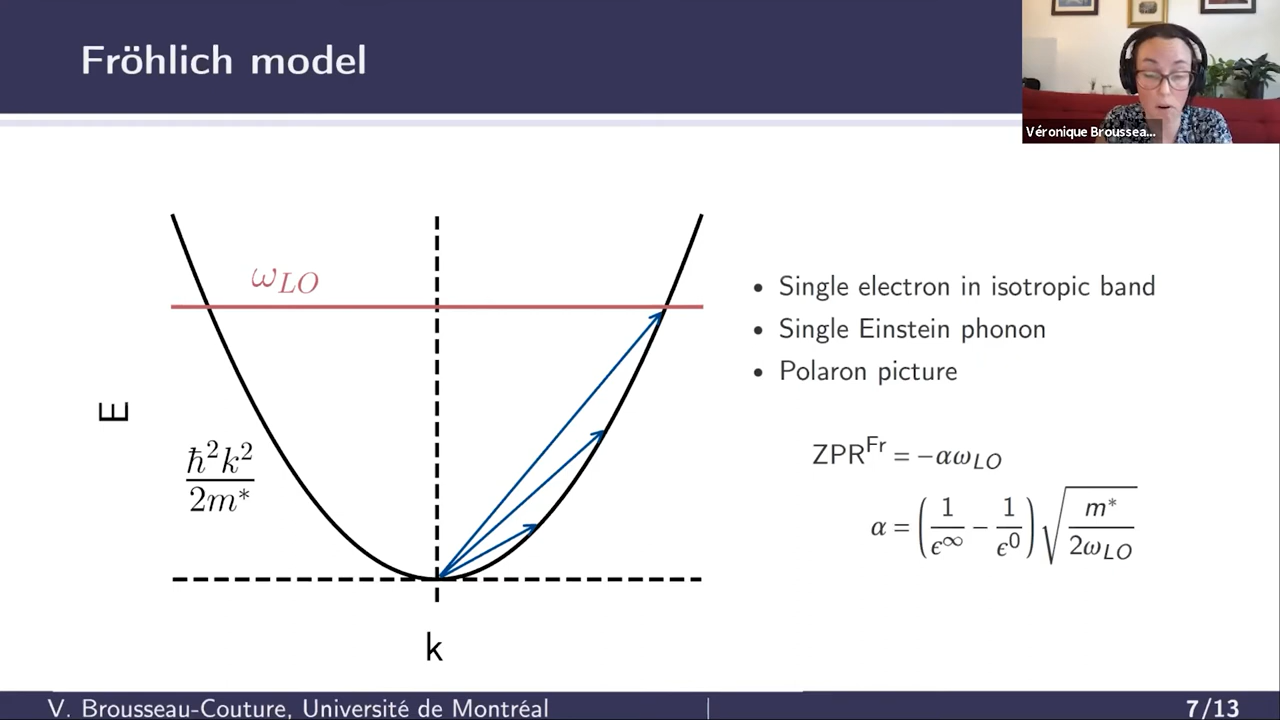 Fröhlich model
Véronique Broussea...
ω_LO
E
ħ²k²
2m*
k
• Single electron in isotropic band
• Single Einstein phonon
• Polaron picture
ZPR^Fr = −αω_LO
α = (1/ϵ^∞ − 1/ϵ^0) √(m*/2ω_LO)
V. Brousseau-Couture, Université de Montréal
7/13